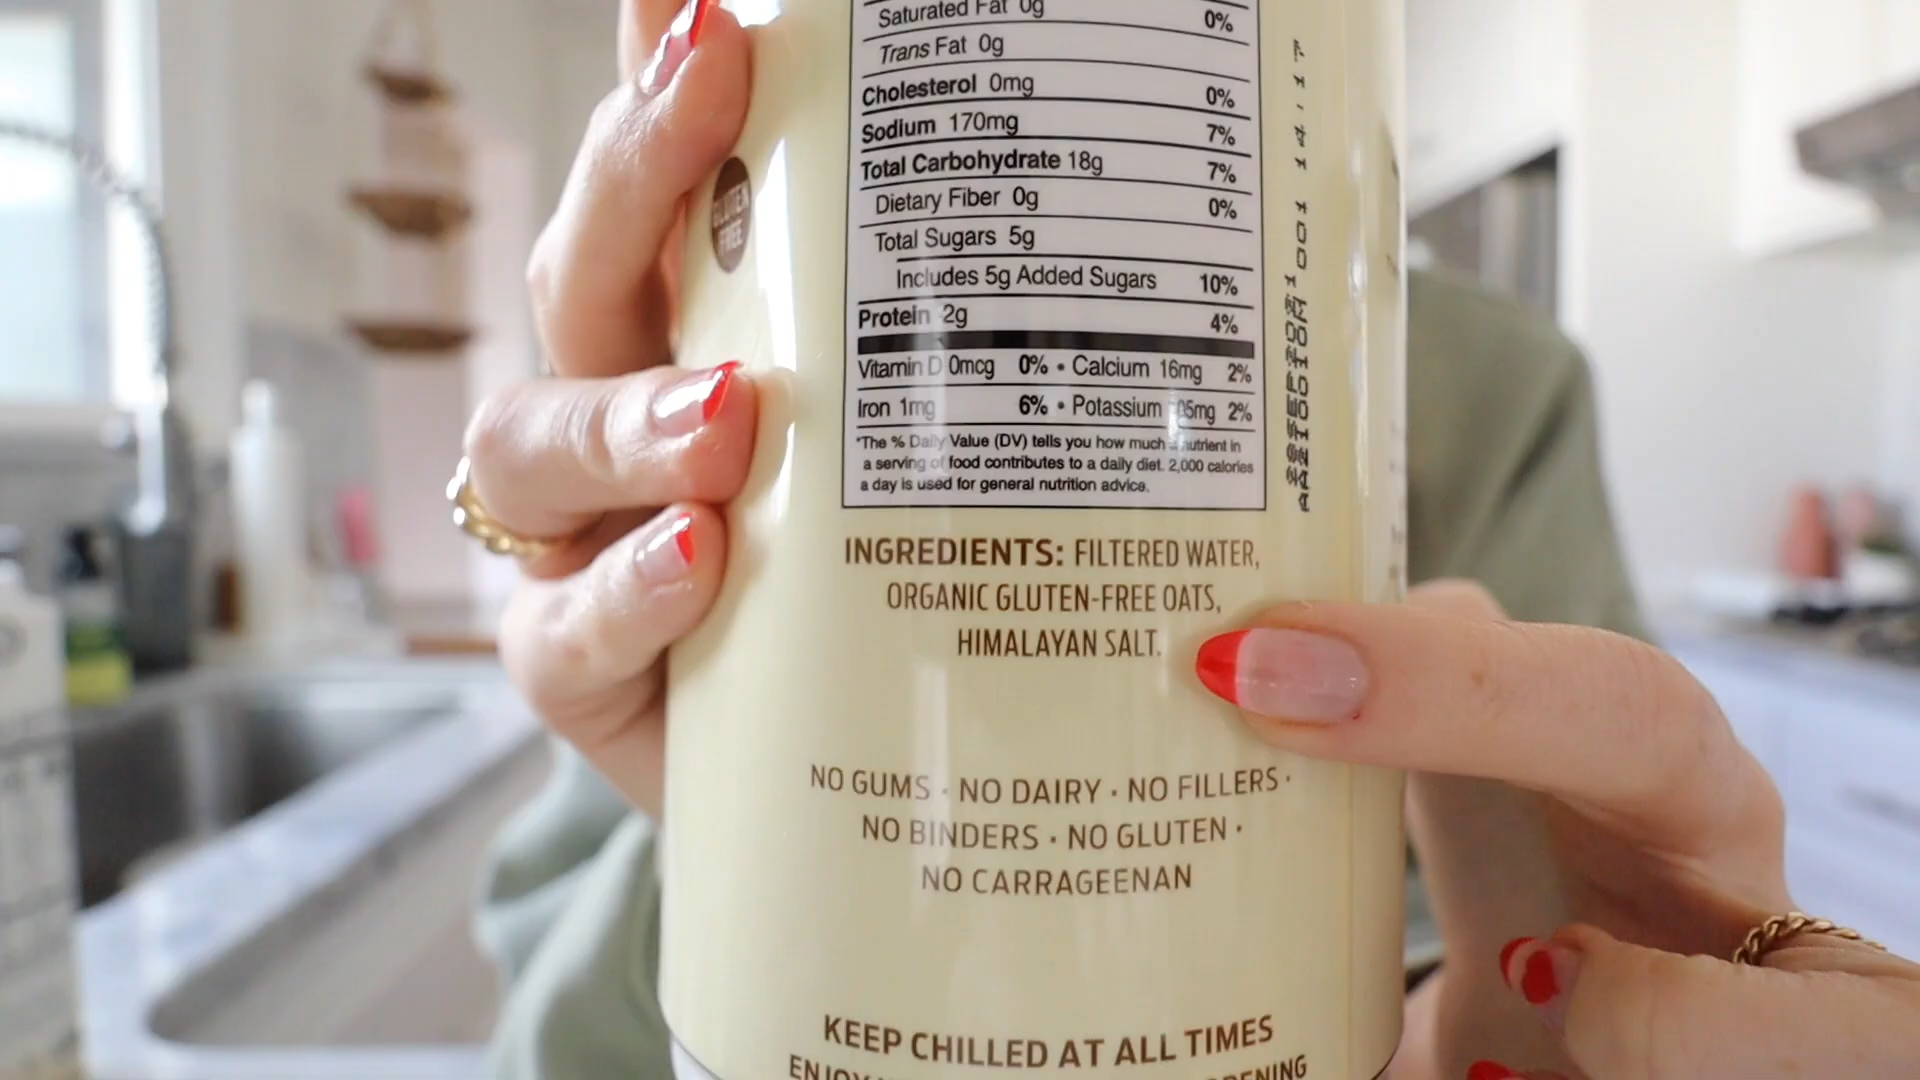 Saturated Fat 0g 0%
Trans Fat 0g
Cholesterol 0mg 0%
Sodium 170mg 7%
Total Carbohydrate 18g 7%
Dietary Fiber 0g 0%
Total Sugars 5g
Includes 5g Added Sugars 10%
Protein 2g 4%
Vitamin D 0mcg 0% • Calcium 16mg 2%
Iron 1mg 6% • Potassium 2%
*The % Daily Value (DV) tells you how much a nutrient in
a serving of food contributes to a daily diet. 2,000 calories
a day is used for general nutrition advice.
GLUTEN
FREE
INGREDIENTS: FILTERED WATER,
ORGANIC GLUTEN-FREE OATS,
HIMALAYAN SALT.
NO GUMS · NO DAIRY · NO FILLERS ·
NO BINDERS · NO GLUTEN ·
NO CARRAGEENAN
KEEP CHILLED AT ALL TIMES